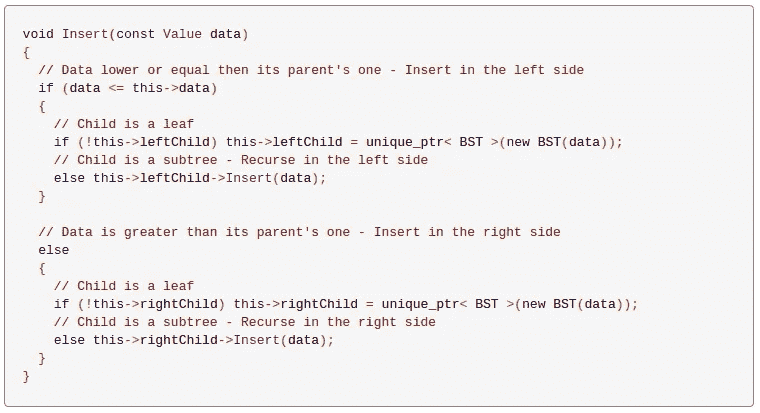 void Insert(const Value data)
{
  // Data lower or equal then its parent's one - Insert in the left side
  if (data <= this->data)
  {
    // Child is a leaf
    if (!this->leftChild) this->leftChild = unique_ptr< BST >(new BST(data));
    // Child is a subtree - Recurse in the left side
    else this->leftChild->Insert(data);
  }

  // Data is greater than its parent's one - Insert in the right side
  else
  {
    // Child is a leaf
    if (!this->rightChild) this->rightChild = unique_ptr< BST >(new BST(data));
    // Child is a subtree - Recurse in the right side
    else this->rightChild->Insert(data);
  }
}